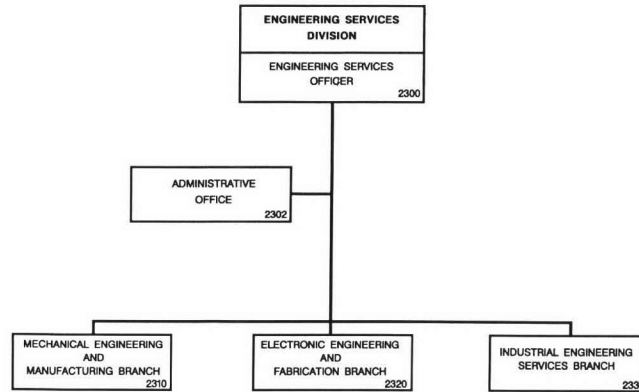 ENGINEERING SERVICES
DIVISION
ENGINEERING SERVICES
OFFICER
2300
ADMINISTRATIVE
OFFICE
2302
MECHANICAL ENGINEERING
AND
MANUFACTURING BRANCH
2310
ELECTRONIC ENGINEERING
AND
FABRICATION BRANCH
2320
INDUSTRIAL ENGINEERING
SERVICES BRANCH